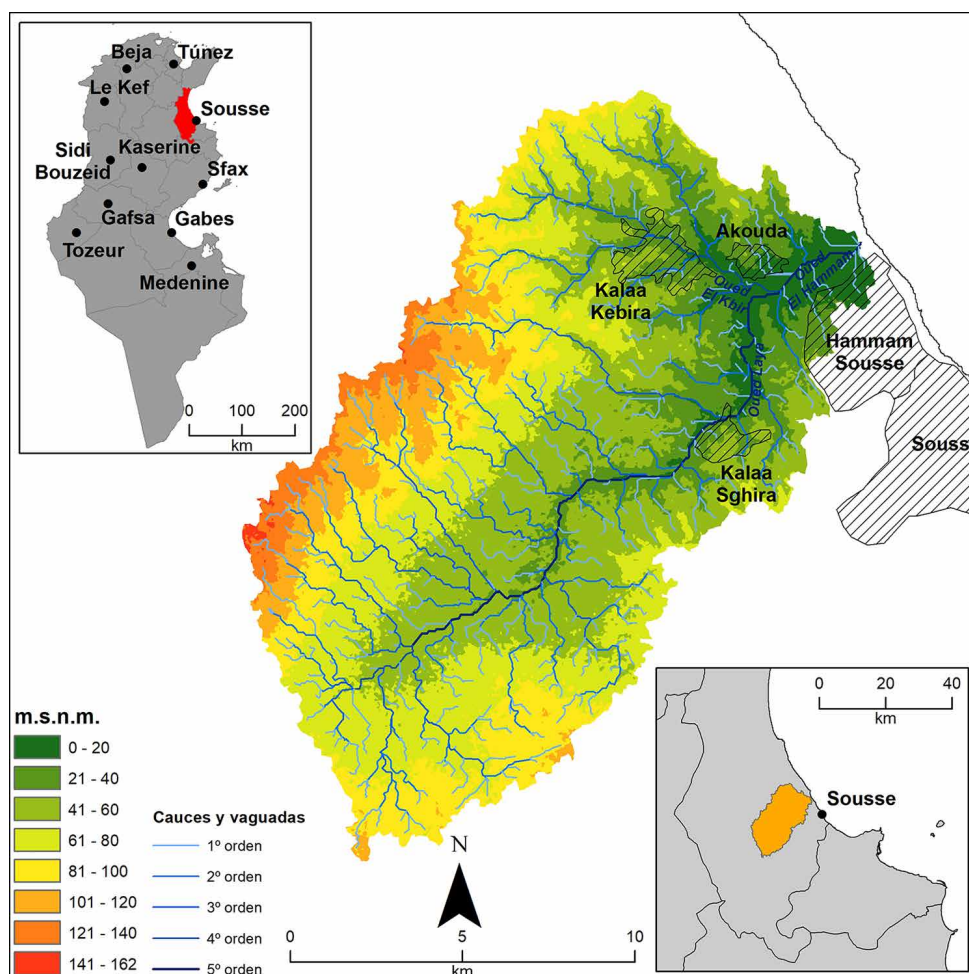 Beja
Túnez
Le Kef
Sousse
Sidi
Bouzeid
Kaserine
Sfax
Gafsa
Gabes
Tozeur
Medenine
0 100 200
km
Akouda
Kalaa
Kebira
Oued
El Kbir
Oued
El Hammam
Hammam
Sousse
Oued Laya
Kalaa
Sghira
m.s.n.m.
0 - 20
21 - 40
41 - 60
61 - 80
81 - 100
101 - 120
121 - 140
141 - 162
Cauces y vaguadas
1º orden
2º orden
3º orden
4º orden
5º orden
N
0 5 10
km
0 20 40
km
Sousse